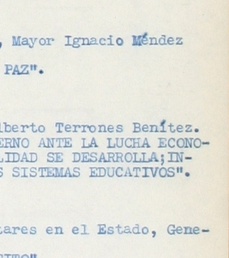 , Mayor Ignacio Méndez
PAZ".
lberto Terrones Benítez.
ERNO ANTE LA LUCHA ECONO-
LIDAD SE DESARROLLA;IN-
S SISTEMAS EDUCATIVOS".
tares en el Estado, Gene-